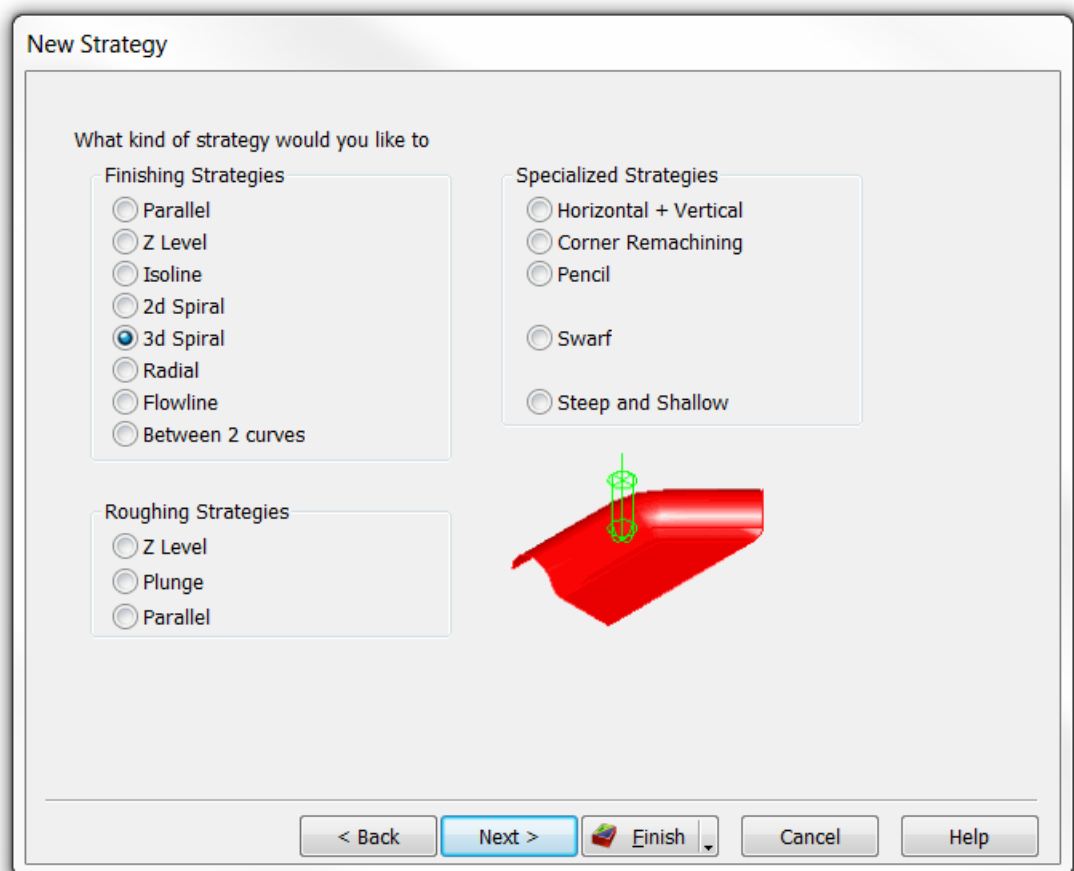 New Strategy
What kind of strategy would you like to
Finishing Strategies
Parallel
Z Level
Isoline
2d Spiral
3d Spiral
Radial
Flowline
Between 2 curves
Roughing Strategies
Z Level
Plunge
Parallel
Specialized Strategies
Horizontal + Vertical
Corner Remachining
Pencil
Swarf
Steep and Shallow
< Back Next > Finish Cancel Help